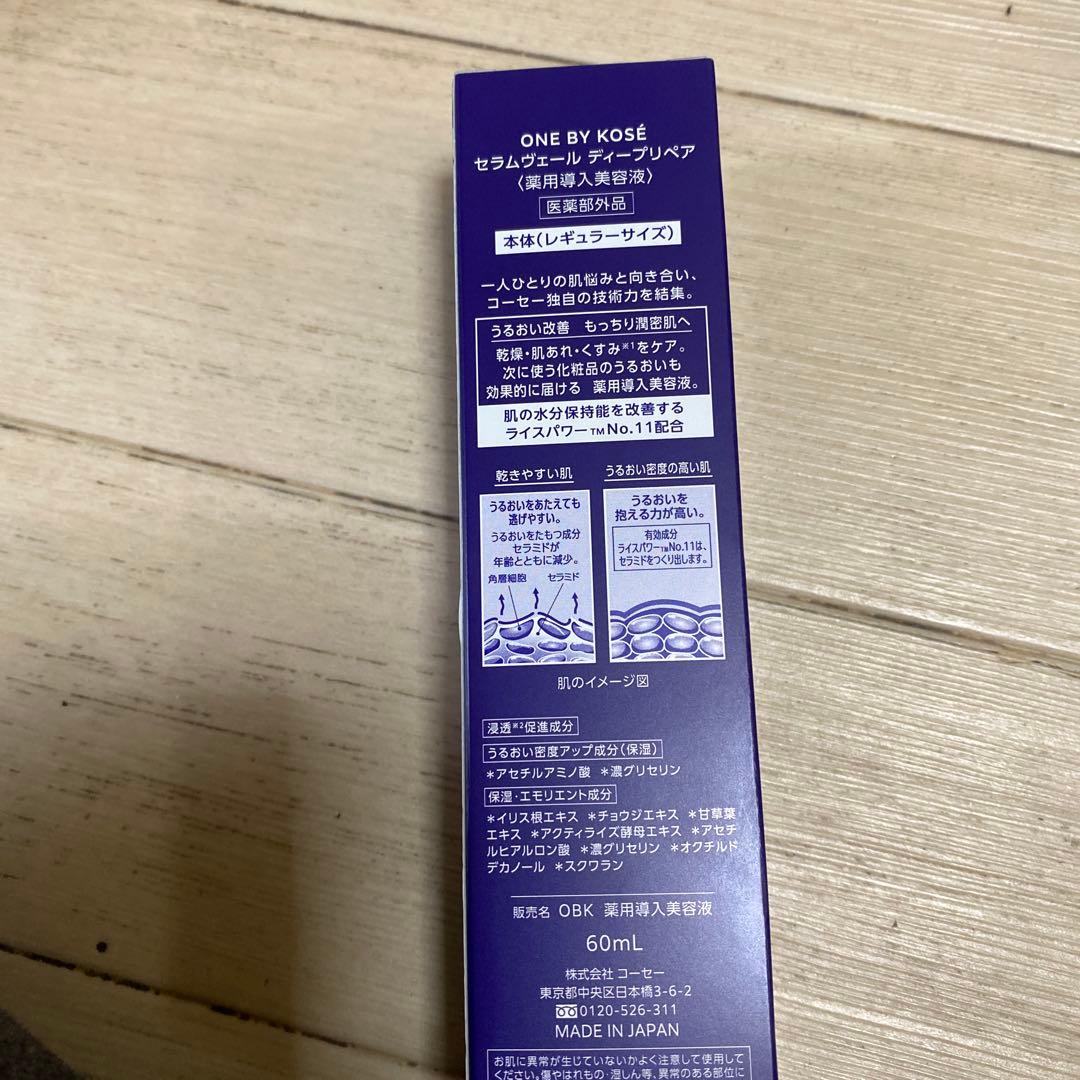 ONE BY KOSÉ
セラムヴェール ディープリペア
〈薬用導入美容液〉
医薬部外品
本体(レギュラーサイズ)
一人ひとりの肌悩みと向き合い、
コーセー独自の技術力を結集。
うるおい改善 もっちり潤密肌へ
乾燥・肌あれ・くすみ※1をケア。
次に使う化粧品のうるおいも
効果的に届ける 薬用導入美容液。
肌の水分保持能を改善する
ライスパワー™No.11配合
乾きやすい肌
うるおいをあたえても
逃げやすい。
うるおいをたもつ成分
セラミドが
年齢とともに減少。
角層細胞 セラミド
うるおい密度の高い肌
うるおいを
抱える力が高い。
有効成分
ライスパワー™No.11は、
セラミドをつくり出します。
肌のイメージ図
浸透※2促進成分
うるおい密度アップ成分(保湿)
*アセチルアミノ酸 *濃グリセリン
保湿・エモリエント成分
*イリス根エキス *チョウジエキス *甘草葉
エキス *アクティライズ酵母エキス *アセチ
ルヒアルロン酸 *濃グリセリン *オクチルド
デカノール *スクワラン
販売名 OBK 薬用導入美容液
60mL
株式会社 コーセー
東京都中央区日本橋3-6-2
0120-526-311
MADE IN JAPAN
お肌に異常が生じていないかよく注意して使用して
ください。傷やはれもの・湿しん等、異常のある部位に